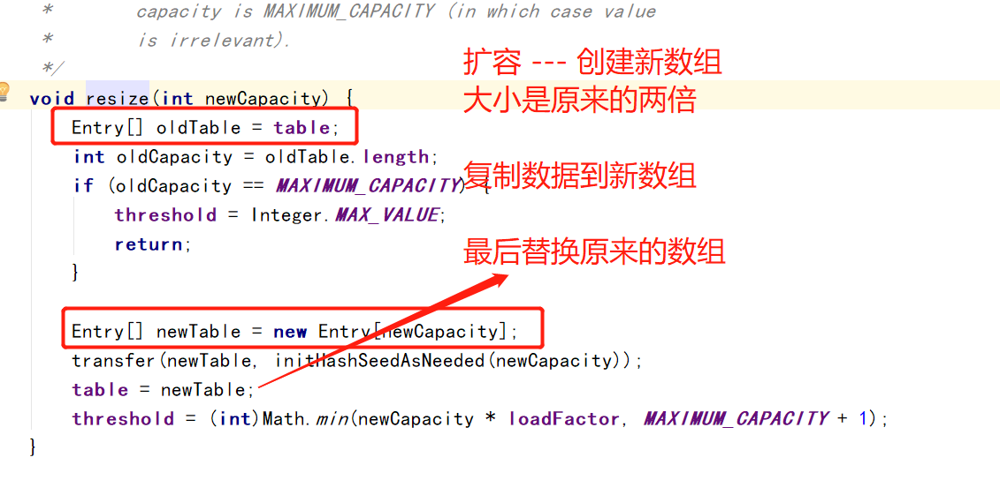 * capacity is MAXIMUM_CAPACITY (in which case value
* is irrelevant).
*/
扩容 --- 创建新数组
大小是原来的两倍
void resize(int newCapacity) {
Entry[] oldTable = table;
int oldCapacity = oldTable.length;
复制数据到新数组
if (oldCapacity == MAXIMUM_CAPACITY) {
threshold = Integer.MAX_VALUE;
return;
最后替换原来的数组
}
Entry[] newTable = new Entry[newCapacity];
transfer(newTable, initHashSeedAsNeeded(newCapacity));
table = newTable;
threshold = (int)Math.min(newCapacity * loadFactor, MAXIMUM_CAPACITY + 1);
}